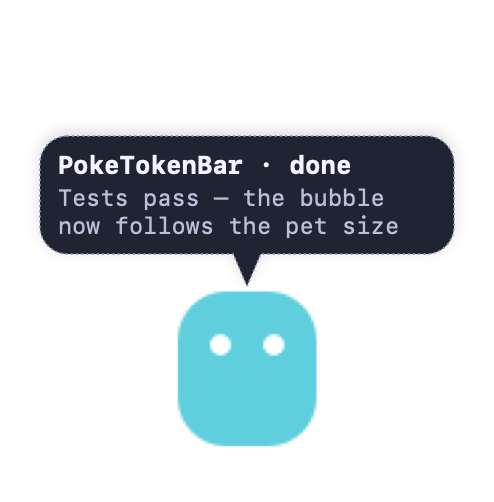 PokeTokenBar · done
Tests pass — the bubble
now follows the pet size